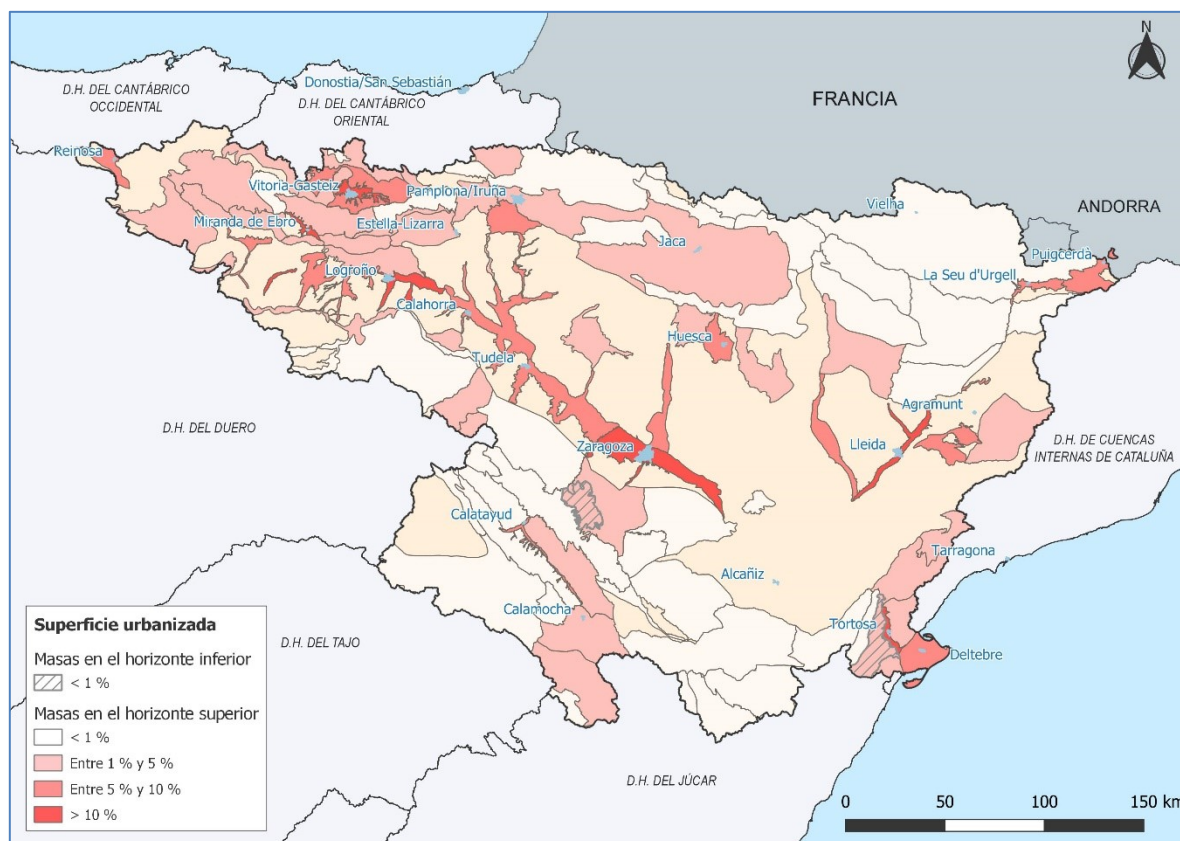 N
Donostia/San Sebastián
D.H. DEL CANTÁBRICO
OCCIDENTAL
D.H. DEL CANTÁBRICO
ORIENTAL
FRANCIA
Reinosa
Vitoria-Gasteiz
Pamplona/Iruña
Vielha
ANDORRA
Miranda de Ebro
Estella-Lizarra
Jaca
Puigcerdà
Logroño
La Seu d'Urgell
Calahorra
Huesca
Tudela
Agramunt
D.H. DEL DUERO
Zaragoza
Lleida
D.H. DE CUENCAS
INTERNAS DE CATALUÑA
Calatayud
Tarragona
Alcañiz
Calamocha
Tortosa
Deltebre
D.H. DEL TAJO
D.H. DEL JÚCAR
Superficie urbanizada
Masas en el horizonte inferior
< 1 %
Masas en el horizonte superior
< 1 %
Entre 1 % y 5 %
Entre 5 % y 10 %
> 10 %
0 50 100 150 km